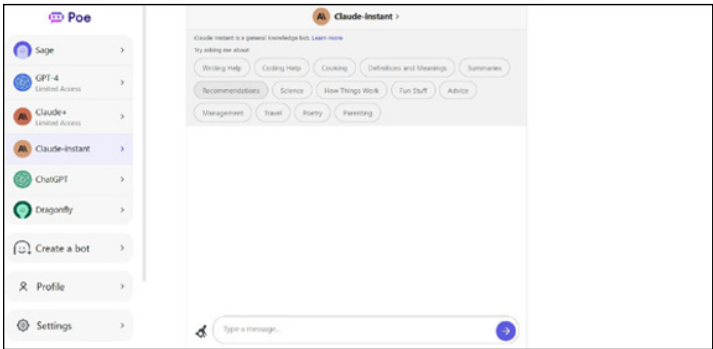 Poe
Sage
GPT-4
Limited Access
Claude+
Limited Access
Claude-instant
ChatGPT
Dragonfly
Create a bot
Profile
Settings
Claude-instant
Claude-instant is a general knowledge bot. Learn more
Try asking me about
Writing Help Coding Help Cooking Definitions and Meanings Summaries
Recommendations Science How Things Work Fun Stuff Advice
Management Travel Poetry Parenting
Type a message...